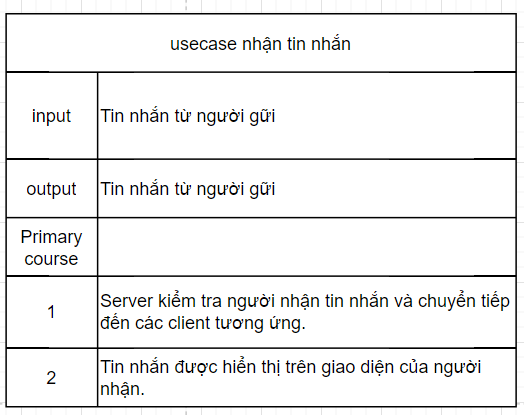 usecase nhận tin nhắn
input
Tin nhắn từ người gữi
output
Tin nhắn từ người gữi
Primary
course
1
Server kiểm tra người nhận tin nhắn và chuyển tiếp
đến các client tương ứng.
2
Tin nhắn được hiển thị trên giao diện của người
nhận.